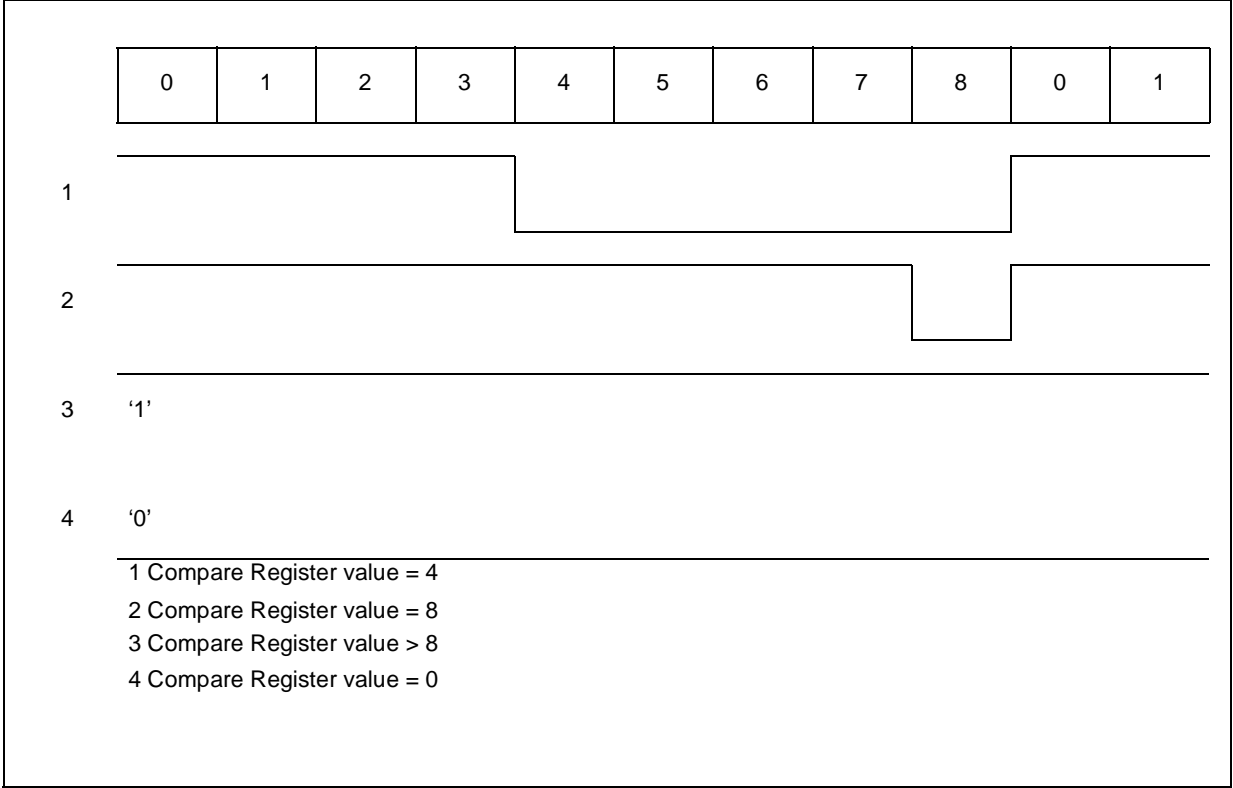 0 1 2 3 4 5 6 7 8 0 1
1
2
3 ‘1’
4 ‘0’
1 Compare Register value = 4
2 Compare Register value = 8
3 Compare Register value > 8
4 Compare Register value = 0